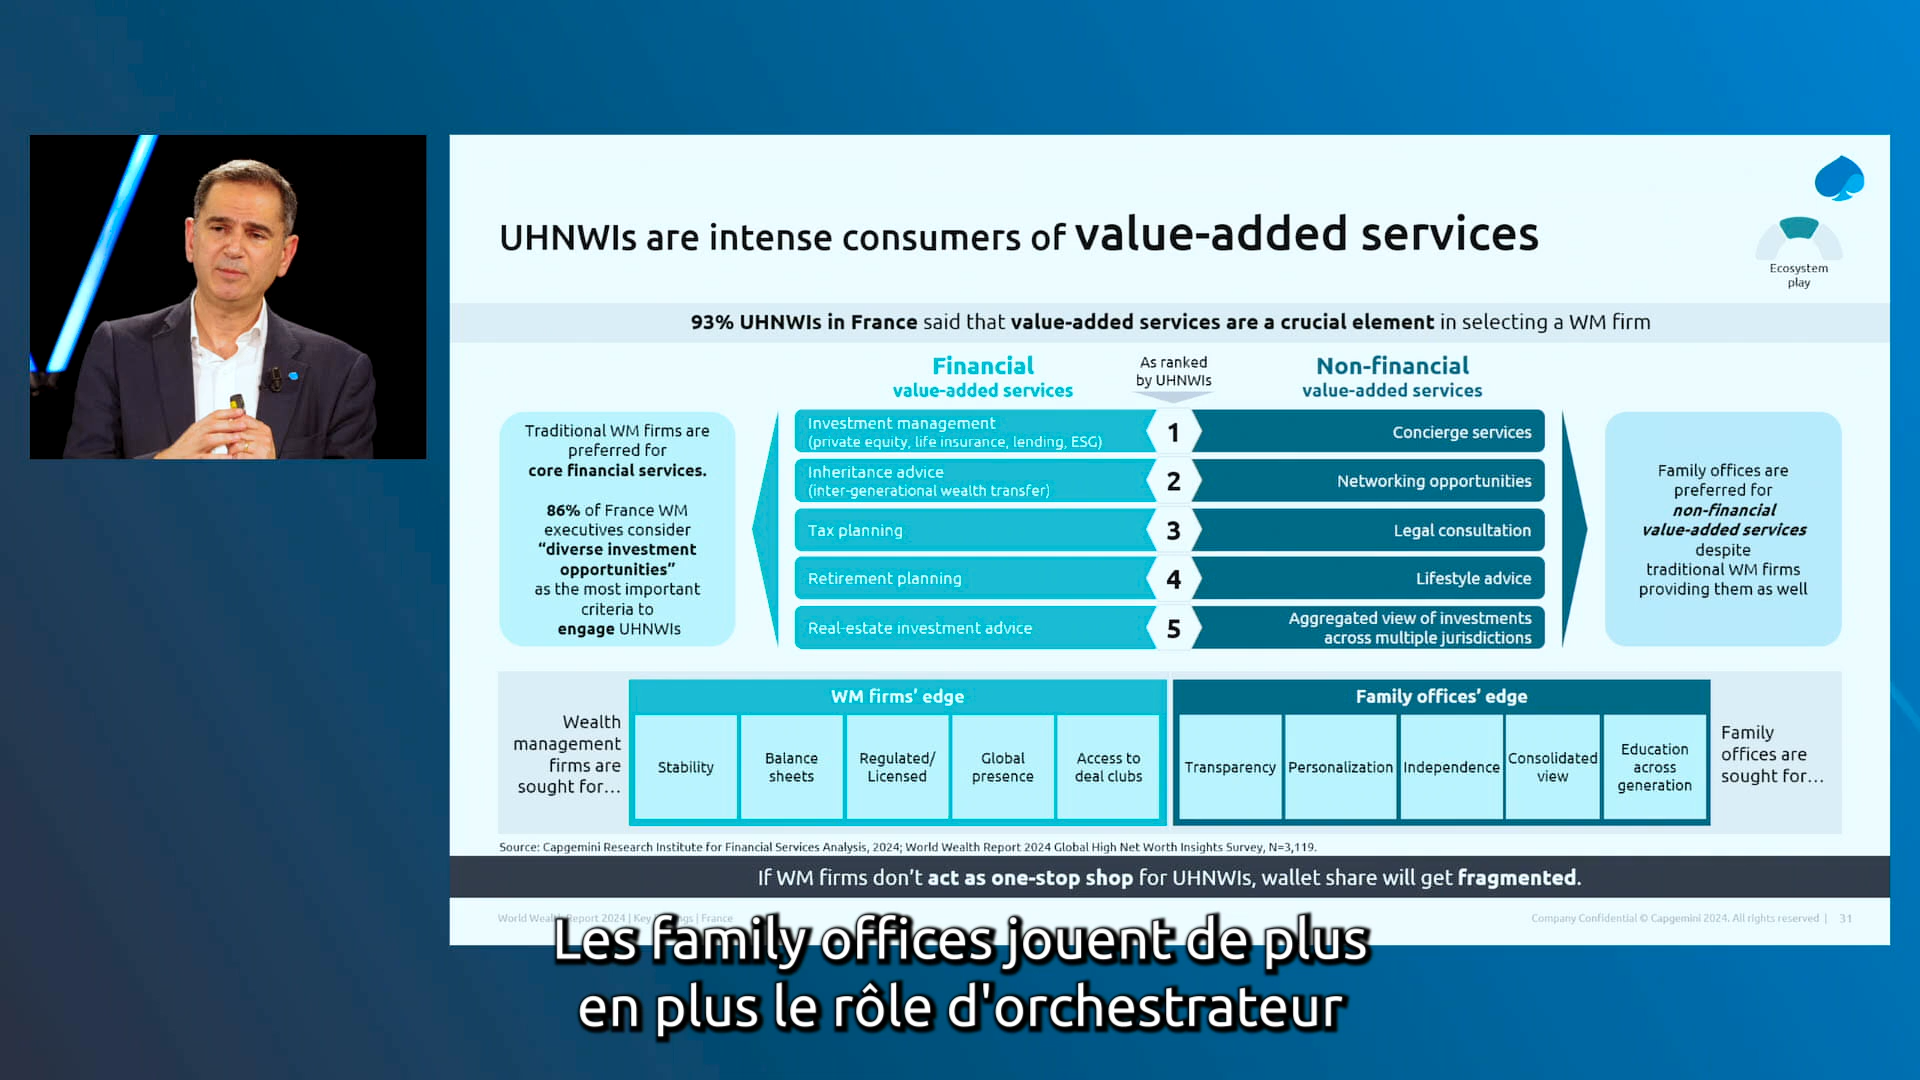 UHNWIs are intense consumers of value-added services
Ecosystem
play
93% UHNWIs in France said that value-added services are a crucial element in selecting a WM firm
Financial
value-added services
As ranked
by UHNWIs
Non-financial
value-added services
Traditional WM firms are
preferred for
core financial services.
86% of France WM
executives consider
“diverse investment
opportunities”
as the most important
criteria to
engage UHNWIs
Investment management
(private equity, life insurance, lending, ESG)
1
Concierge services
Inheritance advice
(inter-generational wealth transfer)
2
Networking opportunities
Tax planning
3
Legal consultation
Retirement planning
4
Lifestyle advice
Real-estate investment advice
5
Aggregated view of investments
across multiple jurisdictions
Family offices are
preferred for
non-financial
value-added services
despite
traditional WM firms
providing them as well
Wealth
management
firms are
sought for...
WM firms’ edge
Stability
Balance
sheets
Regulated/
Licensed
Global
presence
Access to
deal clubs
Family offices’ edge
Transparency
Personalization
Independence
Consolidated
view
Education
across
generation
Family
offices are
sought for...
Source: Capgemini Research Institute for Financial Services Analysis, 2024; World Wealth Report 2024 Global High Net Worth Insights Survey, N=3,119.
If WM firms don’t act as one-stop shop for UHNWIs, wallet share will get fragmented.
World Report 2024 | Key | France
Company Confidential © Capgemini 2024. All rights reserved | 31
Les family offices jouent de plus
en plus le rôle d'orchestrateur